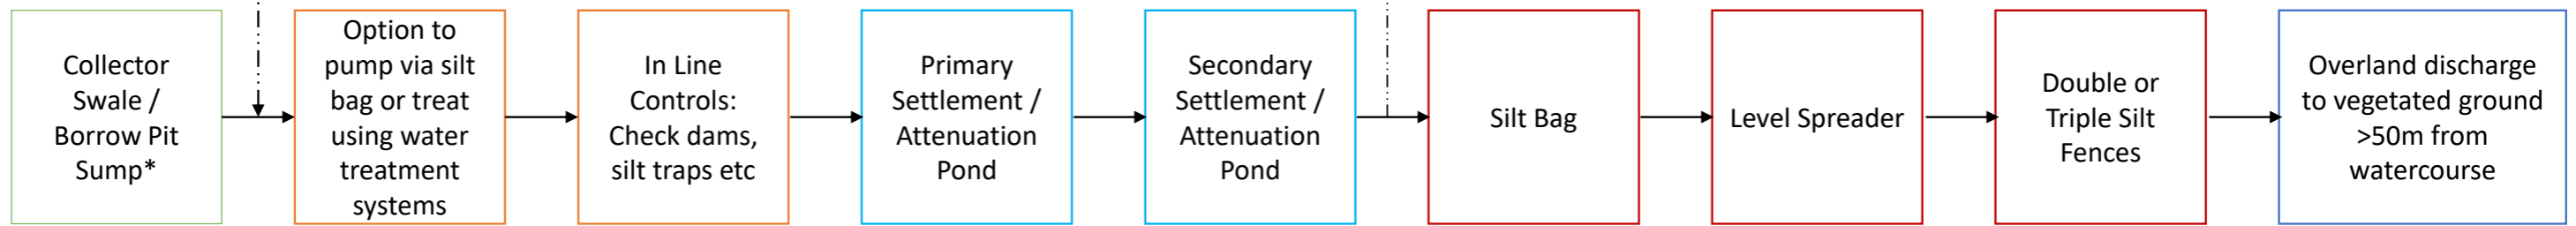 Collector
Swale /
Borrow Pit
Sump*
Option to
pump via silt
bag or treat
using water
treatment
systems
In Line
Controls:
Check dams,
silt traps etc
Primary
Settlement /
Attenuation
Pond
Secondary
Settlement /
Attenuation
Pond
Silt Bag
Level Spreader
Double or
Triple Silt
Fences
Overland discharge
to vegetated ground
>50m from
watercourse